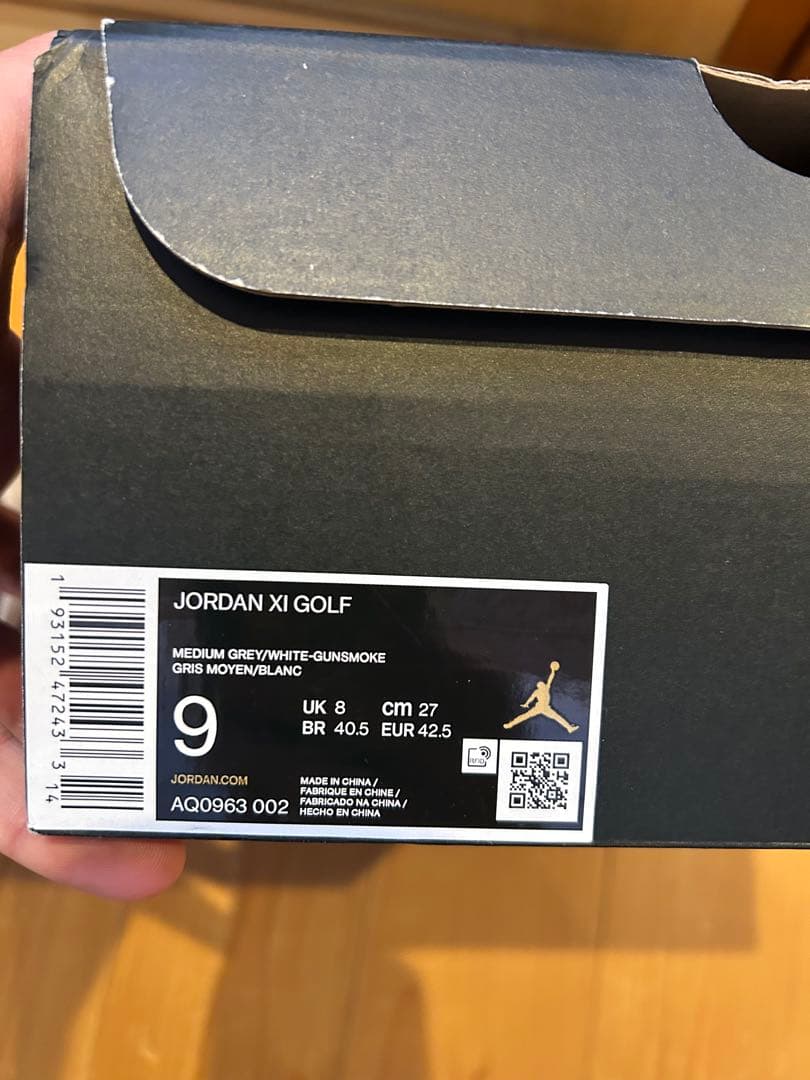 JORDAN XI GOLF
MEDIUM GREY/WHITE-GUNSMOKE
GRIS MOYEN/BLANC
9
UK 8 cm 27
BR 40.5 EUR 42.5
RFID
JORDAN.COM
AQ0963 002
MADE IN CHINA /
FABRIQUE EN CHINE /
FABRICADO NA CHINA /
HECHO EN CHINA
1 93152 47243 3 14